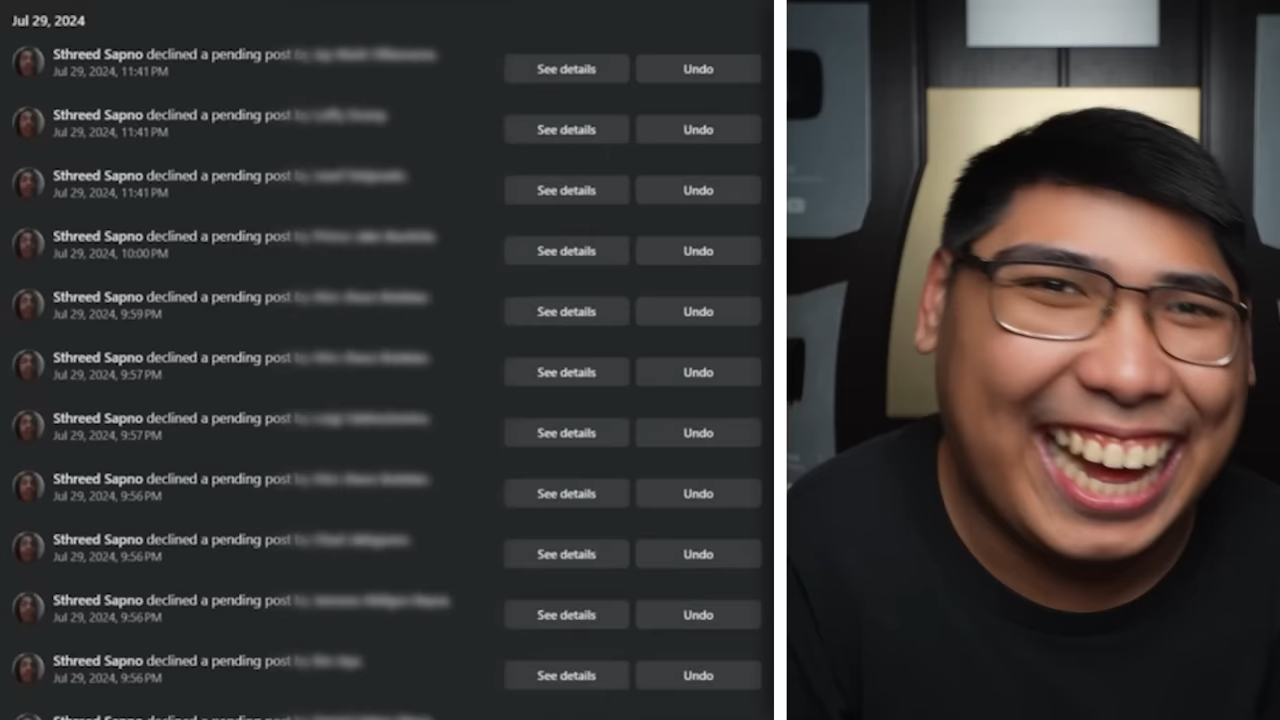 Jul 29, 2024
Sthreed Sapno declined a pending post
Jul 29, 2024, 11:41 PM
See details
Undo
Sthreed Sapno declined a pending post
Jul 29, 2024, 11:41 PM
See details
Undo
Sthreed Sapno declined a pending post
Jul 29, 2024, 11:41 PM
See details
Undo
Sthreed Sapno declined a pending post
Jul 29, 2024, 10:00 PM
See details
Undo
Sthreed Sapno declined a pending post
Jul 29, 2024, 9:59 PM
See details
Undo
Sthreed Sapno declined a pending post
Jul 29, 2024, 9:57 PM
See details
Undo
Sthreed Sapno declined a pending post
Jul 29, 2024, 9:57 PM
See details
Undo
Sthreed Sapno declined a pending post
Jul 29, 2024, 9:56 PM
See details
Undo
Sthreed Sapno declined a pending post
Jul 29, 2024, 9:56 PM
See details
Undo
Sthreed Sapno declined a pending post
Jul 29, 2024, 9:56 PM
See details
Undo
Sthreed Sapno declined a pending post
Jul 29, 2024, 9:56 PM
See details
Undo